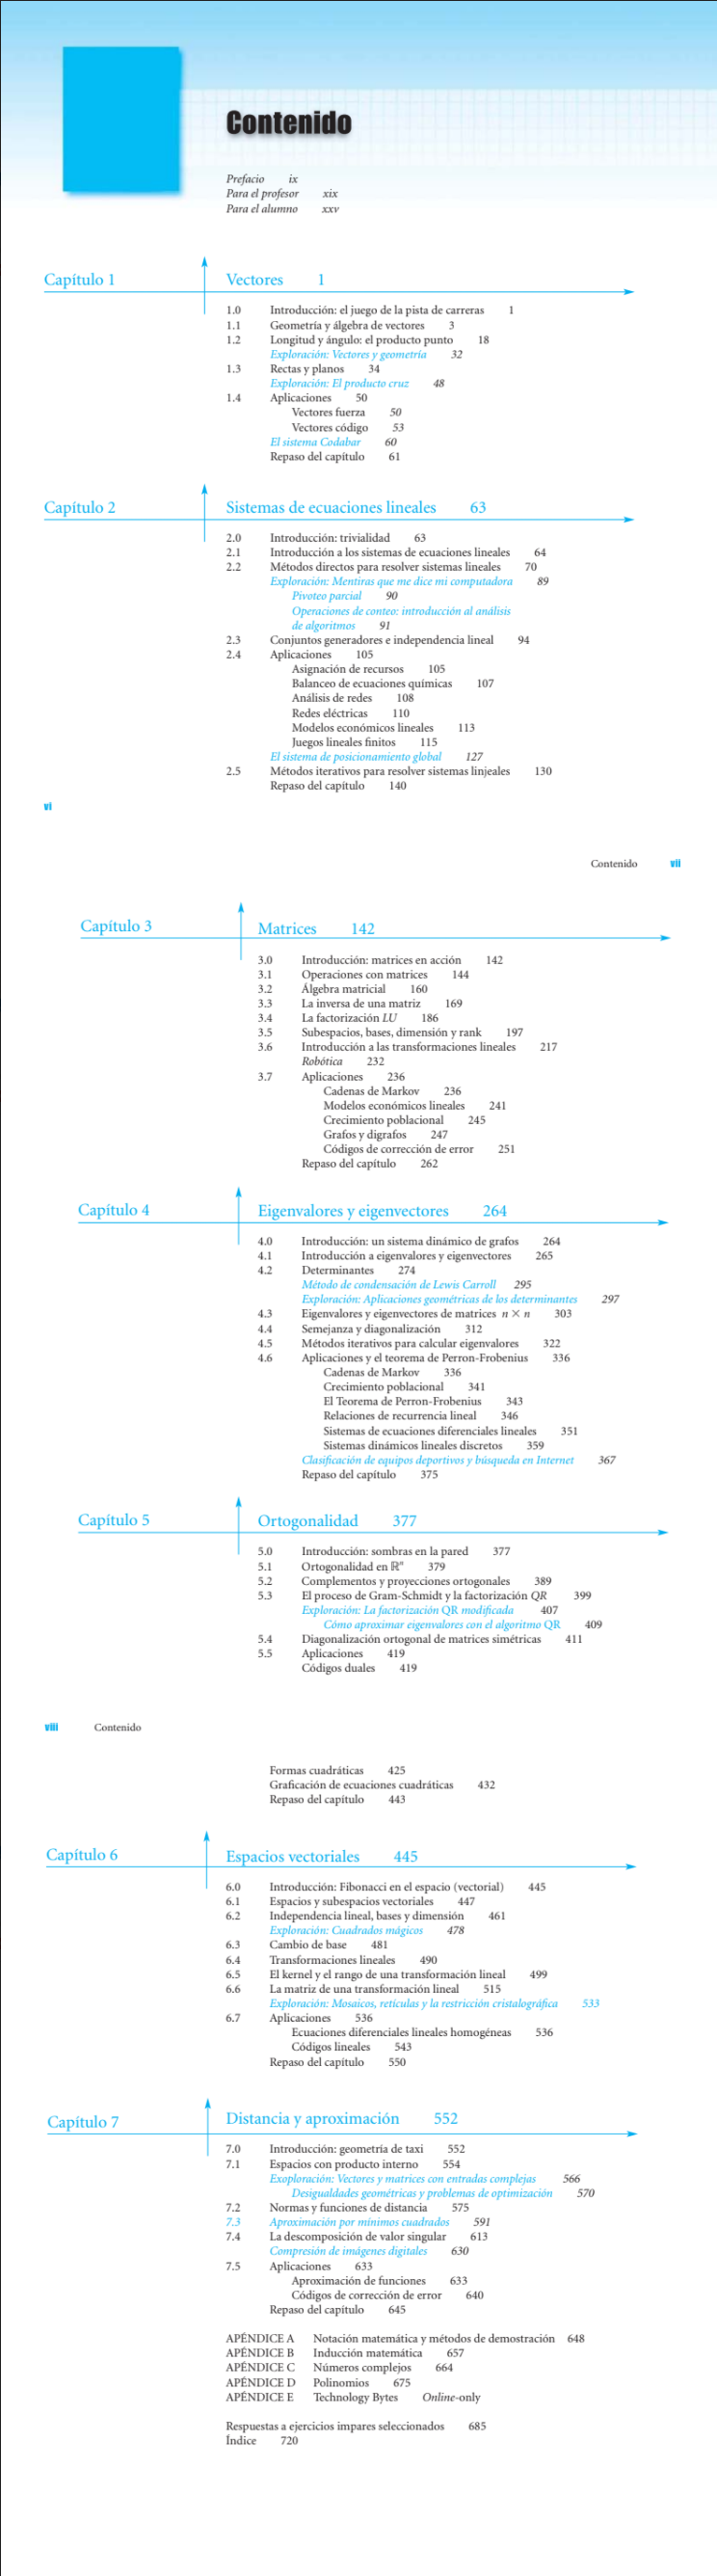 Contenido
Prefacio ix
Para el profesor xix
Para el alumno xxv
Capítulo 1 Vectores 1
1.0 Introducción: el juego de la pista de carreras 1
1.1 Geometría y álgebra de vectores 3
1.2 Longitud y ángulo: el producto punto 18
Exploración: Vectores y geometría 32
1.3 Rectas y planos 34
Exploración: El producto cruz 48
1.4 Aplicaciones 50
Vectores fuerza 50
Vectores código 53
El sistema Codabar 60
Repaso del capítulo 61
Capítulo 2 Sistemas de ecuaciones lineales 63
2.0 Introducción: trivialidad 63
2.1 Introducción a los sistemas de ecuaciones lineales 64
2.2 Métodos directos para resolver sistemas lineales 70
Exploración: Mentiras que me dice mi computadora 89
Pivoteo parcial 90
Operaciones de conteo: introducción al análisis
de algoritmos 91
2.3 Conjuntos generadores e independencia lineal 94
2.4 Aplicaciones 105
Asignación de recursos 105
Balanceo de ecuaciones químicas 107
Análisis de redes 108
Redes eléctricas 110
Modelos económicos lineales 113
Juegos lineales finitos 115
El sistema de posicionamiento global 127
2.5 Métodos iterativos para resolver sistemas linjeales 130
Repaso del capítulo 140
vi
Contenido vii
Capítulo 3 Matrices 142
3.0 Introducción: matrices en acción 142
3.1 Operaciones con matrices 144
3.2 Álgebra matricial 160
3.3 La inversa de una matriz 169
3.4 La factorización LU 186
3.5 Subespacios, bases, dimensión y rank 197
3.6 Introducción a las transformaciones lineales 217
Robótica 232
3.7 Aplicaciones 236
Cadenas de Markov 236
Modelos económicos lineales 241
Crecimiento poblacional 245
Grafos y digrafos 247
Códigos de corrección de error 251
Repaso del capítulo 262
Capítulo 4 Eigenvalores y eigenvectores 264
4.0 Introducción: un sistema dinámico de grafos 264
4.1 Introducción a eigenvalores y eigenvectores 265
4.2 Determinantes 274
Método de condensación de Lewis Carroll 295
Exploración: Aplicaciones geométricas de los determinantes 297
4.3 Eigenvalores y eigenvectores de matrices n × n 303
4.4 Semejanza y diagonalización 312
4.5 Métodos iterativos para calcular eigenvalores 322
4.6 Aplicaciones y el teorema de Perron-Frobenius 336
Cadenas de Markov 336
Crecimiento poblacional 341
El Teorema de Perron-Frobenius 343
Relaciones de recurrencia lineal 346
Sistemas de ecuaciones diferenciales lineales 351
Sistemas dinámicos lineales discretos 359
Clasificación de equipos deportivos y búsqueda en Internet 367
Repaso del capítulo 375
Capítulo 5 Ortogonalidad 377
5.0 Introducción: sombras en la pared 377
5.1 Ortogonalidad en ℝⁿ 379
5.2 Complementos y proyecciones ortogonales 389
5.3 El proceso de Gram-Schmidt y la factorización QR 399
Exploración: La factorización QR modificada 407
Cómo aproximar eigenvalores con el algoritmo QR 409
5.4 Diagonalización ortogonal de matrices simétricas 411
5.5 Aplicaciones 419
Códigos duales 419
viii Contenido
Formas cuadráticas 425
Graficación de ecuaciones cuadráticas 432
Repaso del capítulo 443
Capítulo 6 Espacios vectoriales 445
6.0 Introducción: Fibonacci en el espacio (vectorial) 445
6.1 Espacios y subespacios vectoriales 447
6.2 Independencia lineal, bases y dimensión 461
Exploración: Cuadrados mágicos 478
6.3 Cambio de base 481
6.4 Transformaciones lineales 490
6.5 El kernel y el rango de una transformación lineal 499
6.6 La matriz de una transformación lineal 515
Exploración: Mosaicos, retículas y la restricción cristalográfica 533
6.7 Aplicaciones 536
Ecuaciones diferenciales lineales homogéneas 536
Códigos lineales 543
Repaso del capítulo 550
Capítulo 7 Distancia y aproximación 552
7.0 Introducción: geometría de taxi 552
7.1 Espacios con producto interno 554
Exoploración: Vectores y matrices con entradas complejas 566
Desigualdades geométricas y problemas de optimización 570
7.2 Normas y funciones de distancia 575
7.3 Aproximación por mínimos cuadrados 591
7.4 La descomposición de valor singular 613
Compresión de imágenes digitales 630
7.5 Aplicaciones 633
Aproximación de funciones 633
Códigos de corrección de error 640
Repaso del capítulo 645
APÉNDICE A Notación matemática y métodos de demostración 648
APÉNDICE B Inducción matemática 657
APÉNDICE C Números complejos 664
APÉNDICE D Polinomios 675
APÉNDICE E Technology Bytes Online-only
Respuestas a ejercicios impares seleccionados 685
Índice 720